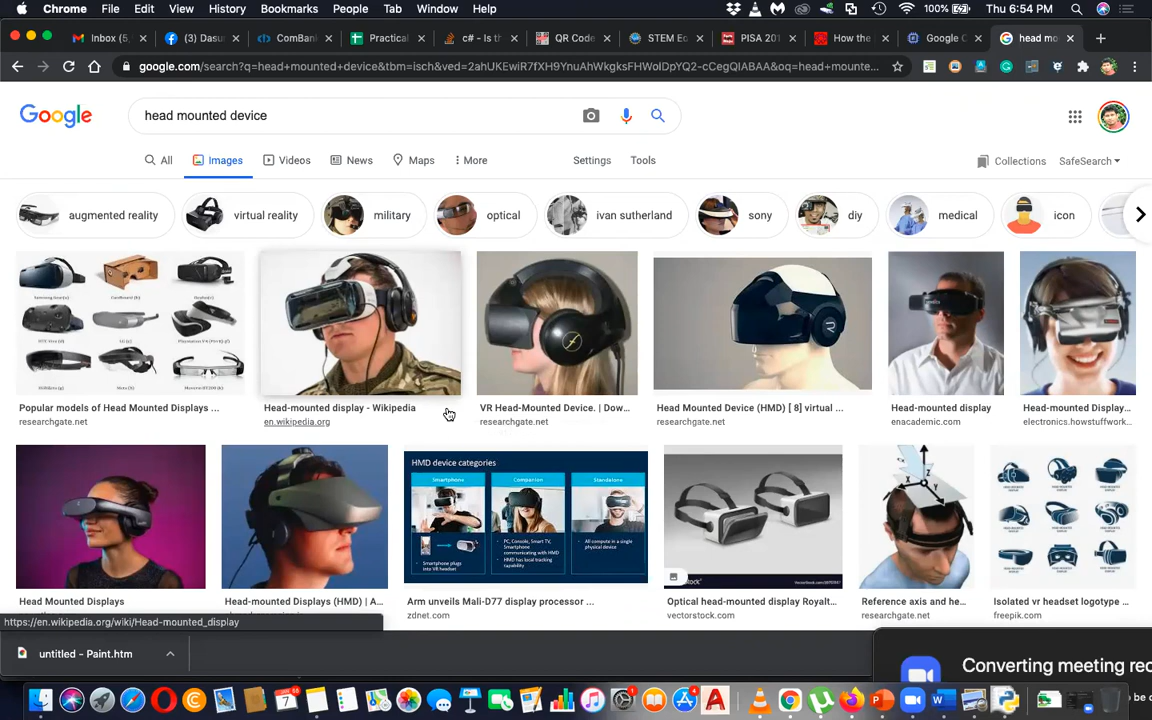 Chrome File Edit View History Bookmarks People Tab Window Help 100% Thu 6:54 PM
Inbox (5, (3) Dasu ComBan Practical c# - Is th QR Code STEM Ed PISA 201 How the Google C head mo
google.com/search?q=head+mounted+device&tbm=isch&ved=2ahUKEwiR7fXH9YnuAhWkgksFHWoIDpYQ2-cCegQIABAA&oq=head+mounte...
Google head mounted device
All Images Videos News Maps More Settings Tools Collections SafeSearch
augmented reality virtual reality military optical ivan sutherland sony diy medical icon
Popular models of Head Mounted Displays ... Head-mounted display - Wikipedia VR Head-Mounted Device. | Dow... Head Mounted Device (HMD) [ 8] virtual ... Head-mounted display Head-mounted Display...
researchgate.net en.wikipedia.org researchgate.net researchgate.net enacademic.com electronics.howstuffwork...
HMD device categories
Smartphone Companion Standalone
Head Mounted Displays Head-mounted Displays (HMD) | A... Arm unveils Mali-D77 display processor ... Optical head-mounted display Royalt... Reference axis and he... Isolated vr headset logotype ...
zdnet.com vectorstock.com researchgate.net freepik.com
https://en.wikipedia.org/wiki/Head-mounted_display
untitled - Paint.htm
Converting meeting rec